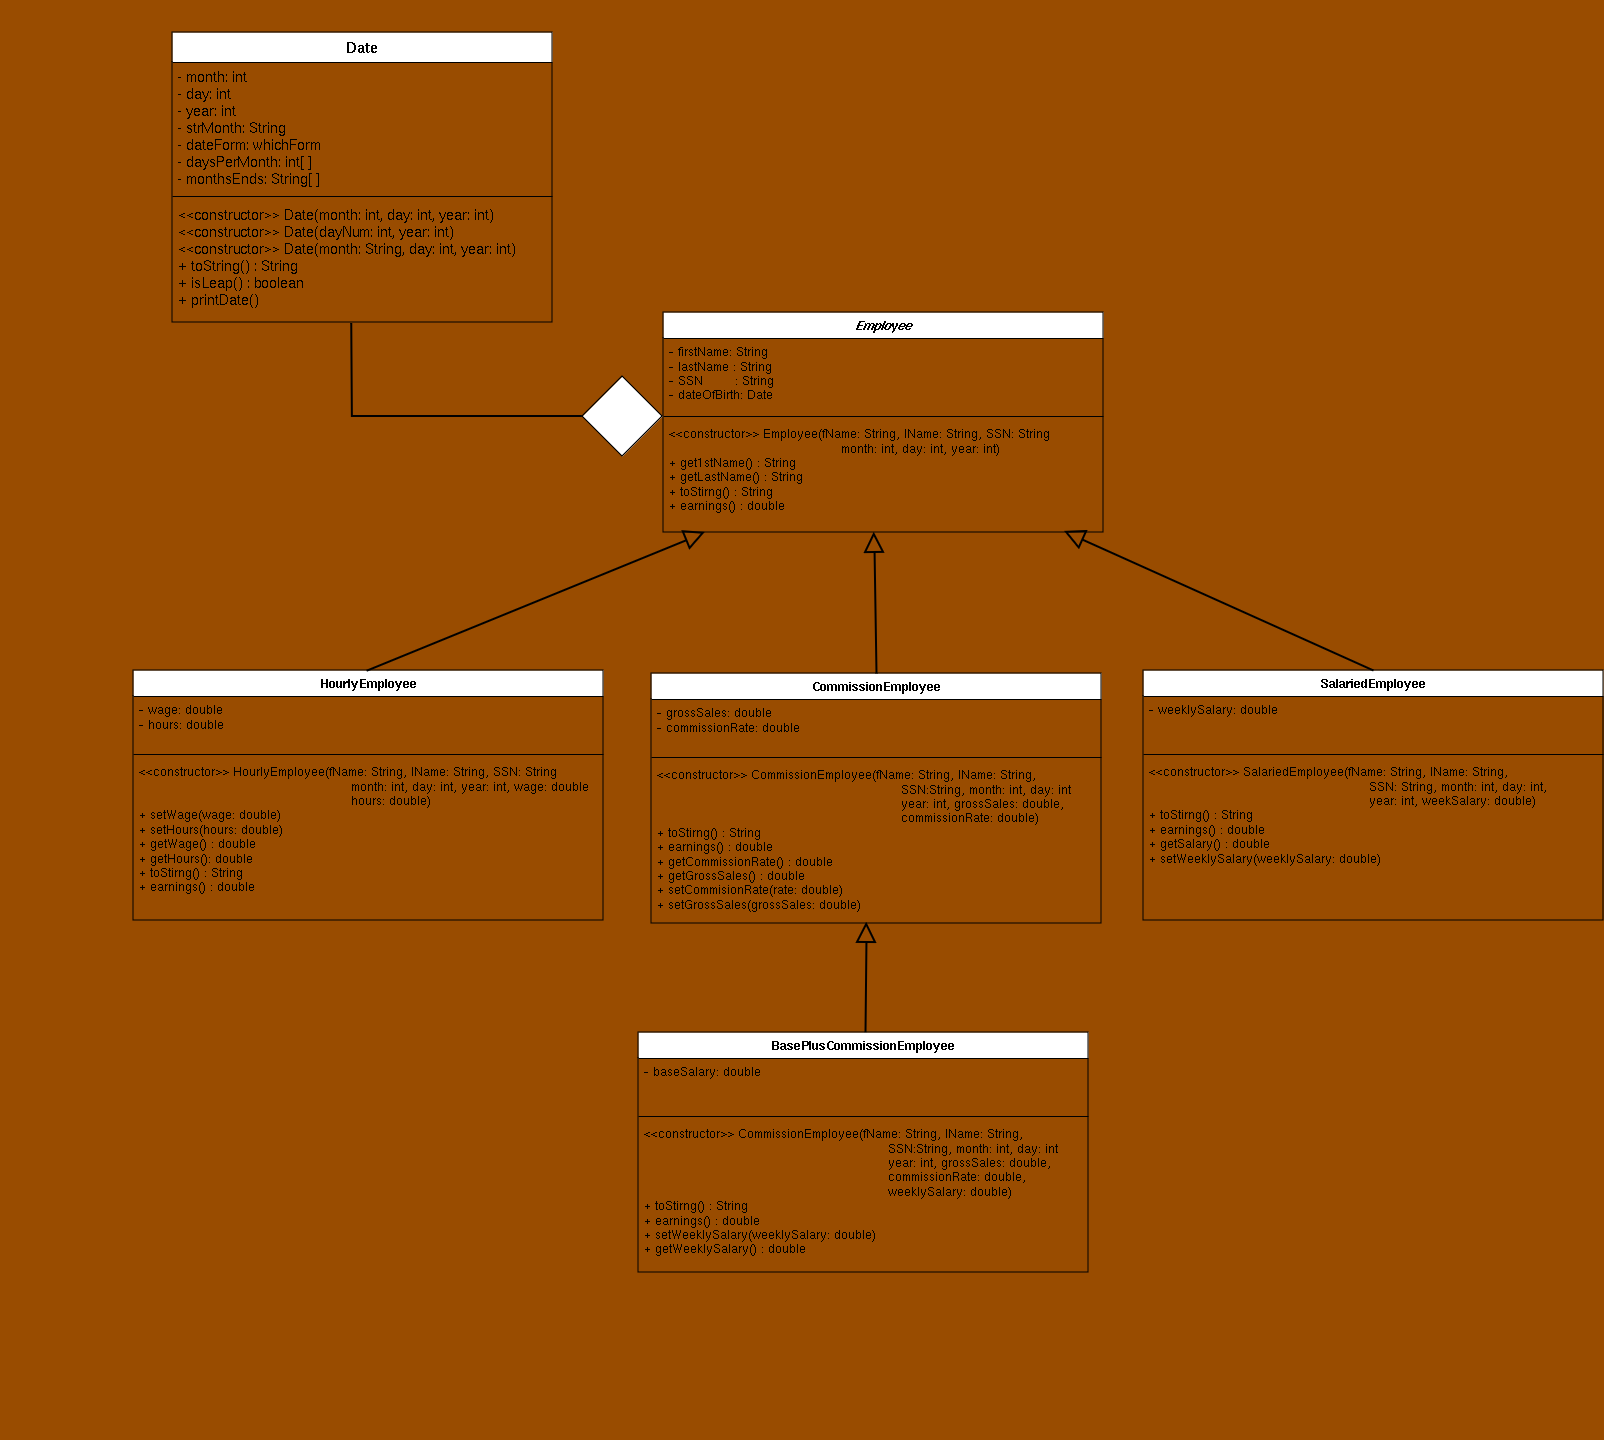 Date
- month: int
- day: int
- year: int
- strMonth: String
- dateForm: whichForm
- daysPerMonth: int[ ]
- monthsEnds: String[ ]
<<constructor>> Date(month: int, day: int, year: int)
<<constructor>> Date(dayNum: int, year: int)
<<constructor>> Date(month: String, day: int, year: int)
+ toString() : String
+ isLeap() : boolean
+ printDate()
Employee
- firstName: String
- lastName : String
- SSN : String
- dateOfBirth: Date
<<constructor>> Employee(fName: String, lName: String, SSN: String
month: int, day: int, year: int)
+ get1stName() : String
+ getLastName() : String
+ toStirng() : String
+ earnings() : double
HourlyEmployee
- wage: double
- hours: double
<<constructor>> HourlyEmployee(fName: String, lName: String, SSN: String
month: int, day: int, year: int, wage: double
hours: double)
+ setWage(wage: double)
+ setHours(hours: double)
+ getWage() : double
+ getHours(): double
+ toStirng() : String
+ earnings() : double
CommissionEmployee
- grossSales: double
- commissionRate: double
<<constructor>> CommissionEmployee(fName: String, lName: String,
SSN:String, month: int, day: int
year: int, grossSales: double,
commissionRate: double)
+ toStirng() : String
+ earnings() : double
+ getCommissionRate() : double
+ getGrossSales() : double
+ setCommisionRate(rate: double)
+ setGrossSales(grossSales: double)
SalariedEmployee
- weeklySalary: double
<<constructor>> SalariedEmployee(fName: String, lName: String,
SSN: String, month: int, day: int,
year: int, weekSalary: double)
+ toStirng() : String
+ earnings() : double
+ getSalary() : double
+ setWeeklySalary(weeklySalary: double)
BasePlusCommissionEmployee
- baseSalary: double
<<constructor>> CommissionEmployee(fName: String, lName: String,
SSN:String, month: int, day: int
year: int, grossSales: double,
commissionRate: double,
weeklySalary: double)
+ toStirng() : String
+ earnings() : double
+ setWeeklySalary(weeklySalary: double)
+ getWeeklySalary() : double